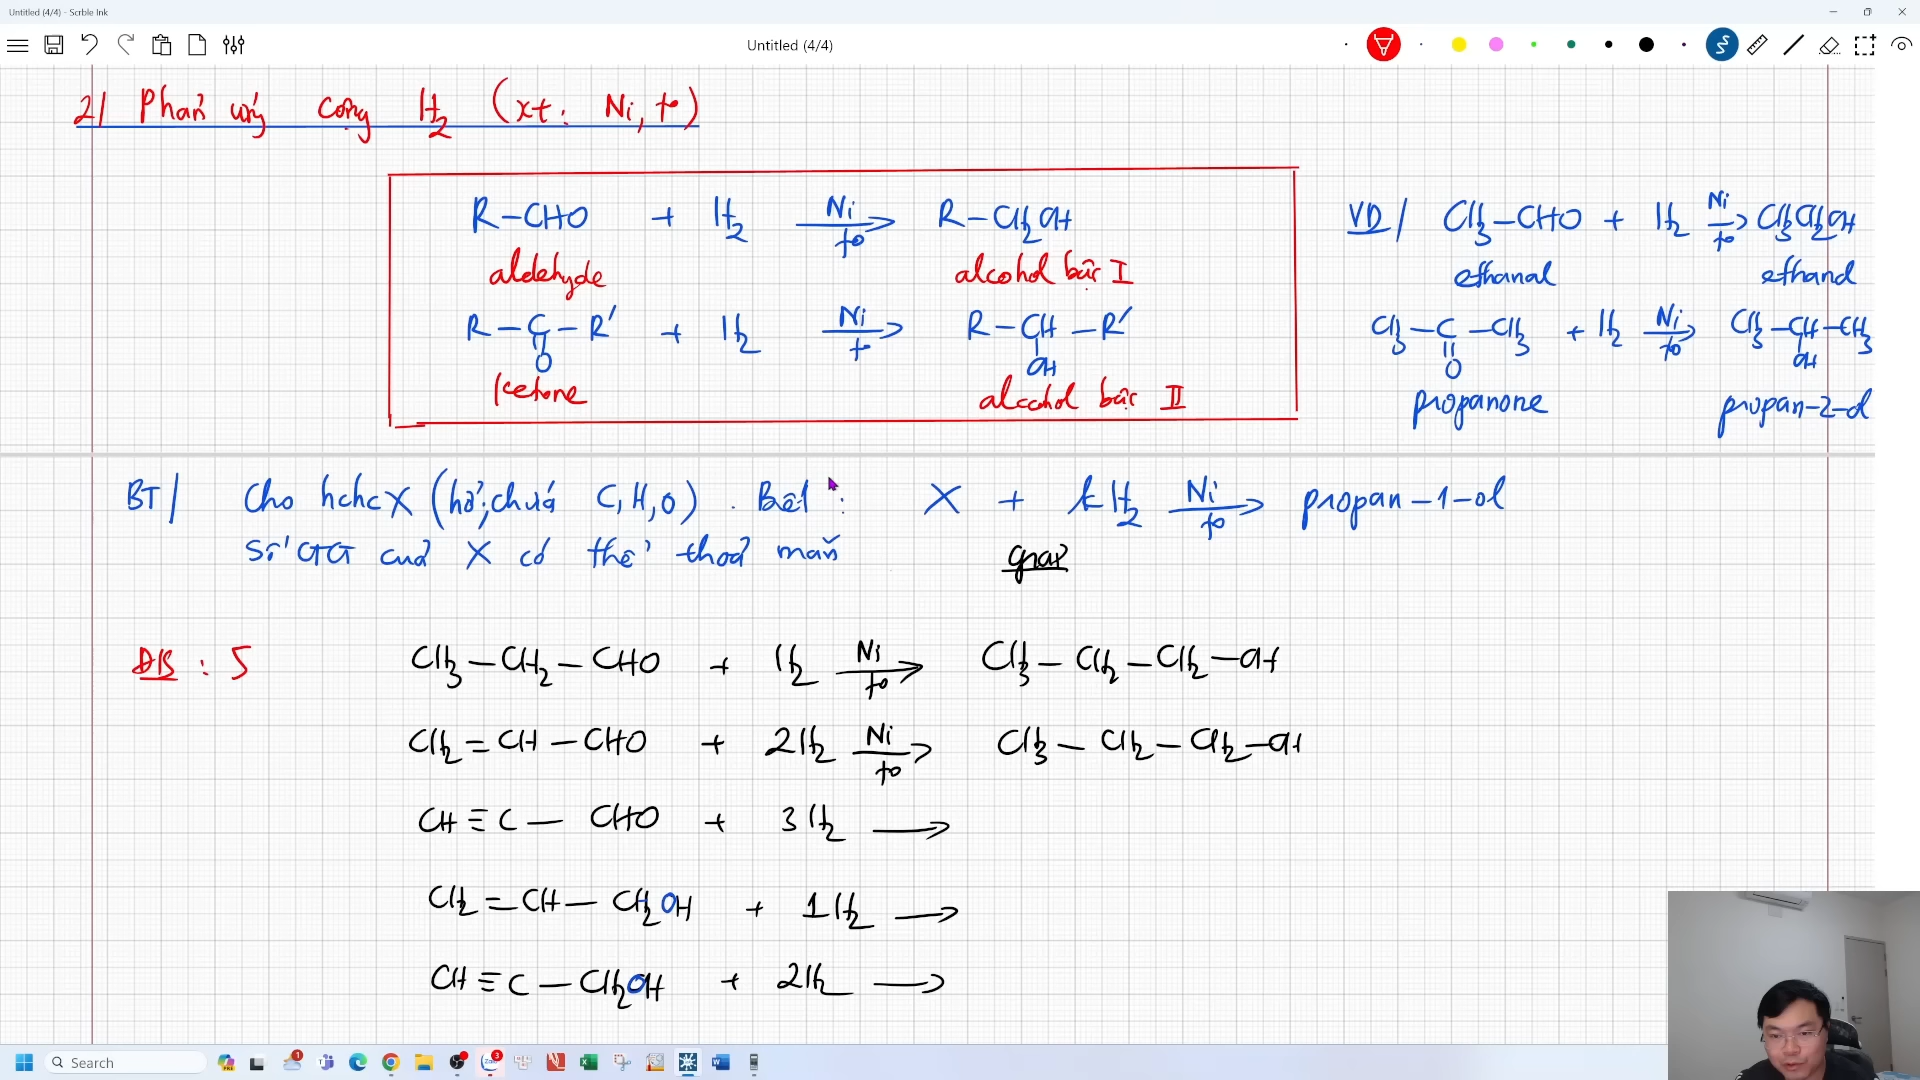 Untitled (4/4) - Scrble Ink
Untitled (4/4)
2/ Phản ứng cộng H2 (xt: Ni, t°)
R-CHO + H2 Ni t° → R-CH2OH
aldehyde alcohol bậc I
R-C-R' + H2 Ni t° → R-CH-R'
O OH
ketone alcohol bậc II
VD/ CH3-CHO + H2 Ni t° → CH3CH2OH
ethanal ethanol
CH3-C-CH3 + H2 Ni t° → CH3-CH-CH3
O OH
propanone propan-2-ol
BT/ Cho hchc X (hở, chứa C, H, O). Biết: X + kH2 Ni t° → propan-1-ol
Số CTCT của X có thể thoả mãn
giải
ĐS: 5
CH3-CH2-CHO + H2 Ni t° → CH3-CH2-CH2-OH
CH2=CH-CHO + 2H2 Ni t° → CH3-CH2-CH2-OH
CH≡C-CHO + 3H2 →
CH2=CH-CH2OH + 1H2 →
CH≡C-CH2OH + 2H2 →
Search